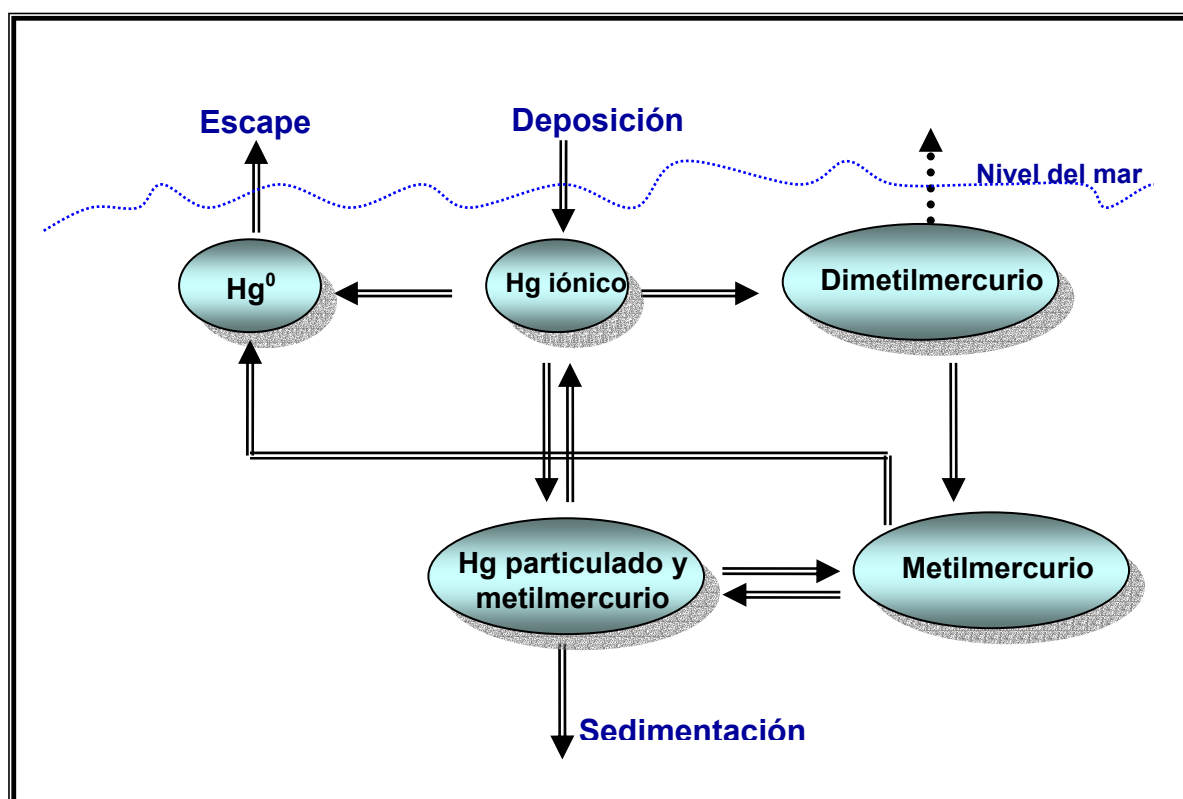 Escape
Deposición
Nivel del mar
Hg⁰
Hg iónico
Dimetilmercurio
Hg particulado y
metilmercurio
Metilmercurio
Sedimentación